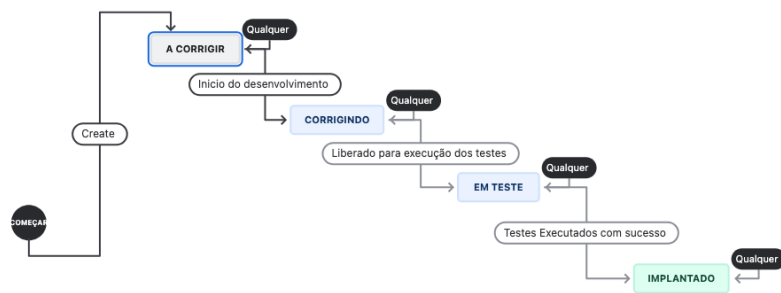 Qualquer
A CORRIGIR
Inicio do desenvolvimento
Qualquer
CORRIGINDO
Create
Liberado para execução dos testes
Qualquer
EM TESTE
COMEÇAR
Testes Executados com sucesso
Qualquer
IMPLANTADO